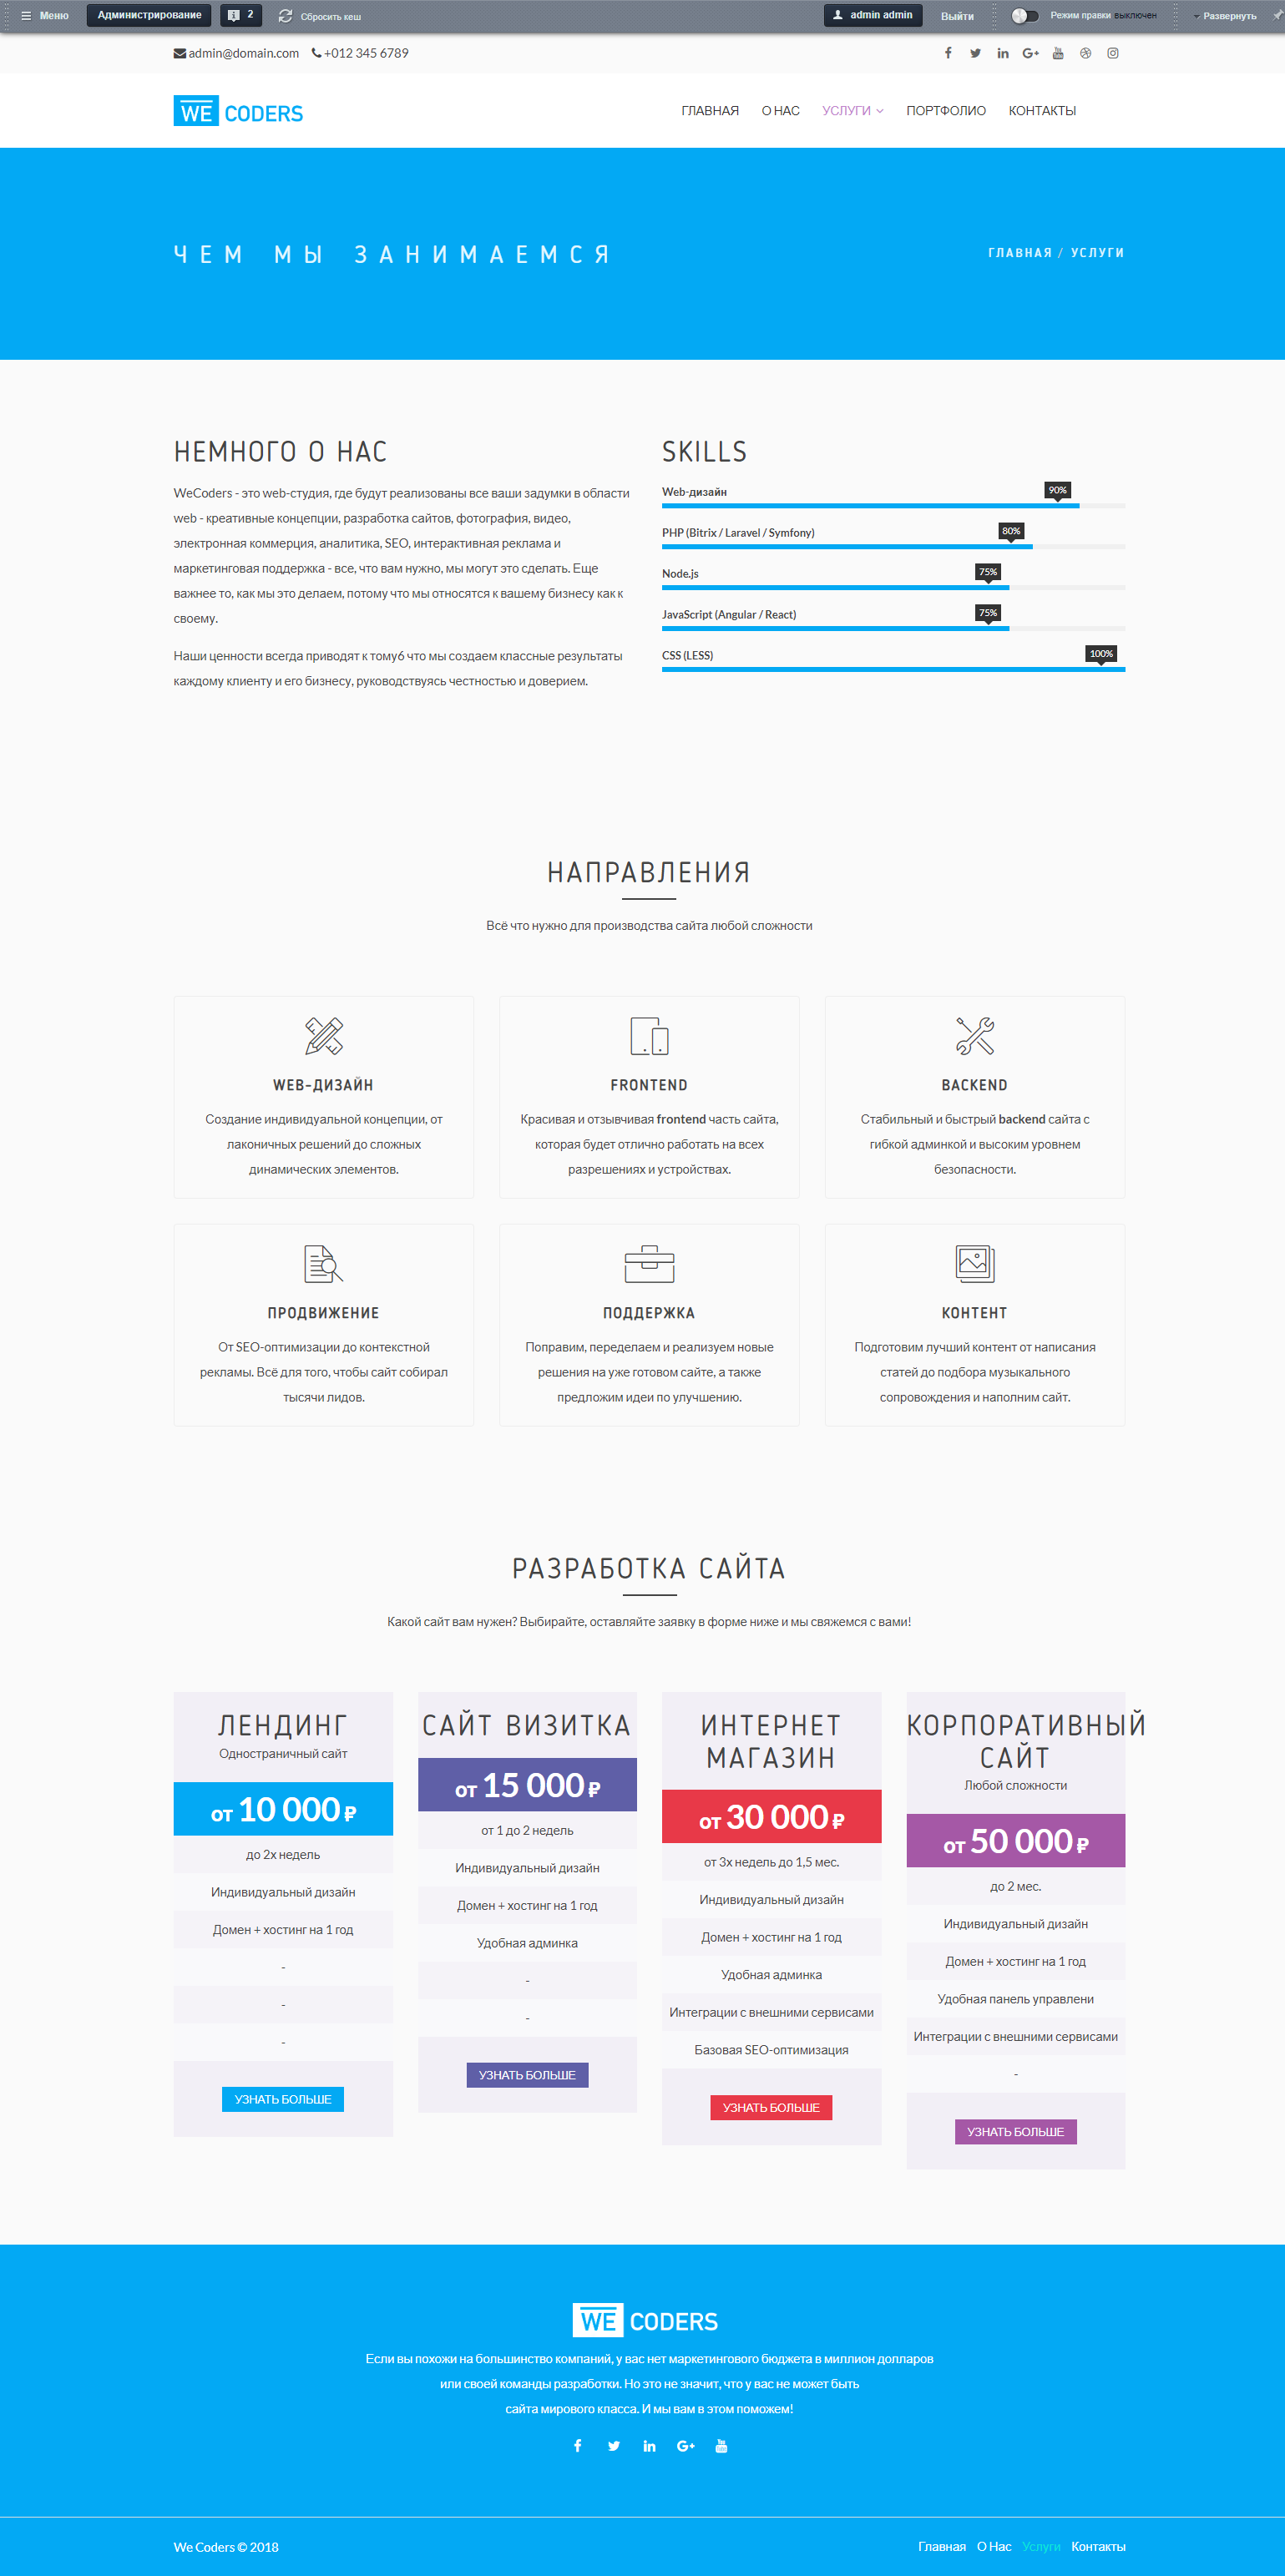 Меню Администрирование 2 Сбросить кеш admin admin Выйти Режим правки выключен Развернуть
admin@domain.com +012 345 6789
WE CODERS
ГЛАВНАЯ О НАС УСЛУГИ ПОРТФОЛИО КОНТАКТЫ
ЧЕМ МЫ ЗАНИМАЕМСЯ
ГЛАВНАЯ / УСЛУГИ
НЕМНОГО О НАС
WeCoders - это web-студия, где будут реализованы все ваши задумки в области
web - креативные концепции, разработка сайтов, фотография, видео,
электронная коммерция, аналитика, SEO, интерактивная реклама и
маркетинговая поддержка - все, что вам нужно, мы могут это сделать. Еще
важнее то, как мы это делаем, потому что мы относятся к вашему бизнесу как к
своему.
Наши ценности всегда приводят к тому6 что мы создаем классные результаты
каждому клиенту и его бизнесу, руководствуясь честностью и доверием.
SKILLS
Web-дизайн 90%
PHP (Bitrix / Laravel / Symfony) 80%
Node.js 75%
JavaScript (Angular / React) 75%
CSS (LESS) 100%
НАПРАВЛЕНИЯ
Всё что нужно для производства сайта любой сложности
WEB-ДИЗАЙН
Создание индивидуальной концепции, от
лаконичных решений до сложных
динамических элементов.
FRONTEND
Красивая и отзывчивая frontend часть сайта,
которая будет отлично работать на всех
разрешениях и устройствах.
BACKEND
Стабильный и быстрый backend сайта с
гибкой админкой и высоким уровнем
безопасности.
ПРОДВИЖЕНИЕ
От SEO-оптимизации до контекстной
рекламы. Всё для того, чтобы сайт собирал
тысячи лидов.
ПОДДЕРЖКА
Поправим, переделаем и реализуем новые
решения на уже готовом сайте, а также
предложим идеи по улучшению.
КОНТЕНТ
Подготовим лучший контент от написания
статей до подбора музыкального
сопровождения и наполним сайт.
РАЗРАБОТКА САЙТА
Какой сайт вам нужен? Выбирайте, оставляйте заявку в форме ниже и мы свяжемся с вами!
ЛЕНДИНГ
Одностраничный сайт
от 10 000 ₽
до 2х недель
Индивидуальный дизайн
Домен + хостинг на 1 год
-
-
-
УЗНАТЬ БОЛЬШЕ
САЙТ ВИЗИТКА
от 15 000 ₽
от 1 до 2 недель
Индивидуальный дизайн
Домен + хостинг на 1 год
Удобная админка
-
-
УЗНАТЬ БОЛЬШЕ
ИНТЕРНЕТ
МАГАЗИН
от 30 000 ₽
от 3х недель до 1,5 мес.
Индивидуальный дизайн
Домен + хостинг на 1 год
Удобная админка
Интеграции с внешними сервисами
Базовая SEO-оптимизация
УЗНАТЬ БОЛЬШЕ
КОРПОРАТИВНЫЙ
САЙТ
Любой сложности
от 50 000 ₽
до 2 мес.
Индивидуальный дизайн
Домен + хостинг на 1 год
Удобная панель управлени
Интеграции с внешними сервисами
-
УЗНАТЬ БОЛЬШЕ
WE CODERS
Если вы похожи на большинство компаний, у вас нет маркетингового бюджета в миллион долларов
или своей команды разработки. Но это не значит, что у вас не может быть
сайта мирового класса. И мы вам в этом поможем!
We Coders © 2018
Главная О Нас Услуги Контакты